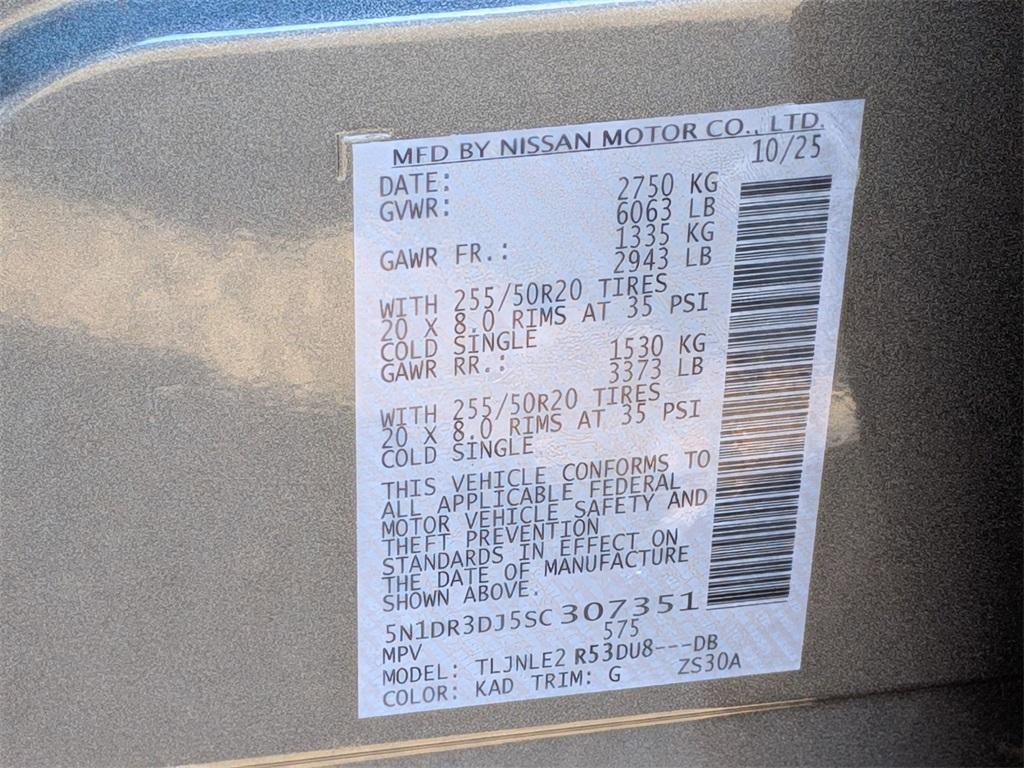 MFD BY NISSAN MOTOR CO., LTD.
DATE: 10/25
GVWR: 2750 KG
6063 LB
GAWR FR.: 1335 KG
2943 LB
WITH 255/50R20 TIRES
20 X 8.0 RIMS AT 35 PSI
COLD SINGLE
GAWR RR.: 1530 KG
3373 LB
WITH 255/50R20 TIRES
20 X 8.0 RIMS AT 35 PSI
COLD SINGLE
THIS VEHICLE CONFORMS TO
ALL APPLICABLE FEDERAL
MOTOR VEHICLE SAFETY AND
THEFT PREVENTION
STANDARDS IN EFFECT ON
THE DATE OF MANUFACTURE
SHOWN ABOVE.
5N1DR3DJ5SC307351
MPV 575
MODEL: TLJNLE2 R53DU8---DB
COLOR: KAD TRIM: G ZS30A